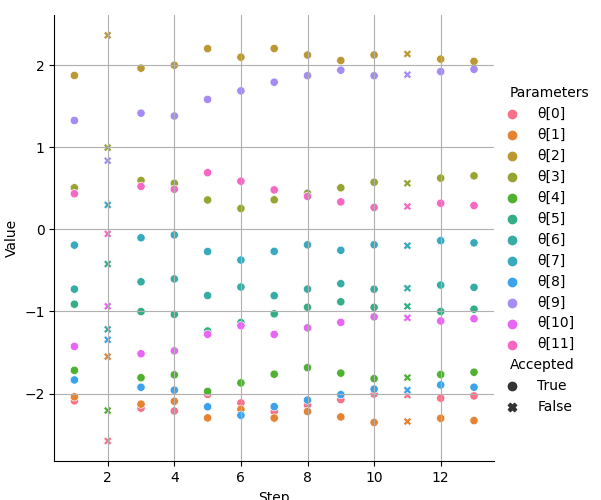 2
1
0
−1
−2
Value
2
4
6
8
10
12
Step
Parameters
θ[0]
θ[1]
θ[2]
θ[3]
θ[4]
θ[5]
θ[6]
θ[7]
θ[8]
θ[9]
θ[10]
θ[11]
Accepted
True
False